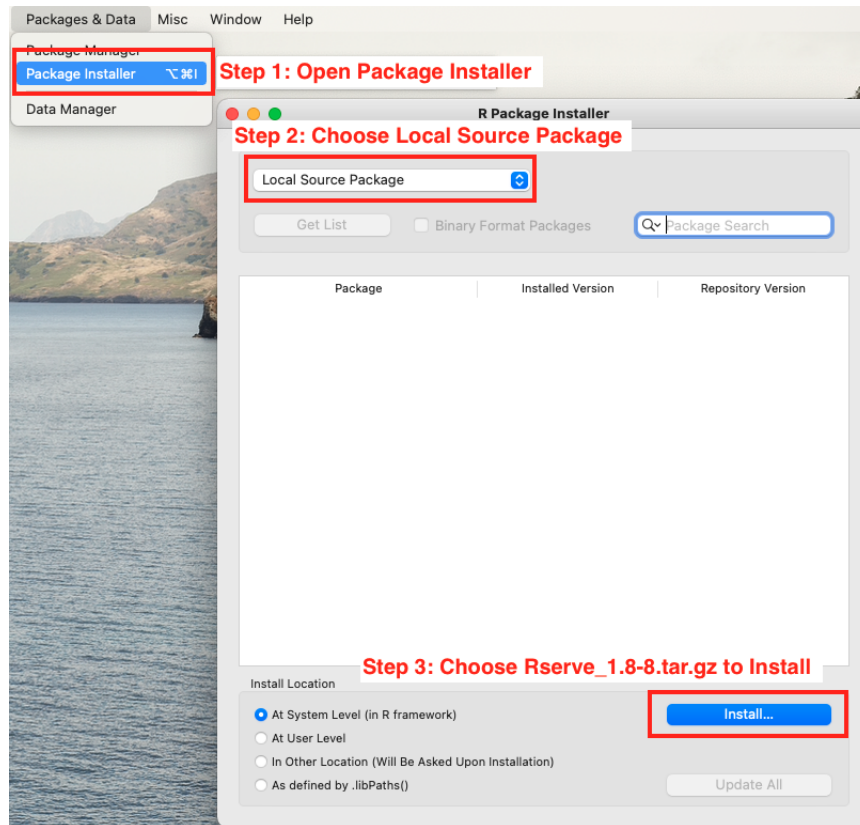 Packages & Data Misc Window Help
Package Manager
Package Installer ⌥⌘I
Step 1: Open Package Installer
Data Manager
R Package Installer
Step 2: Choose Local Source Package
Local Source Package
Get List Binary Format Packages Package Search
Package Installed Version Repository Version
Step 3: Choose Rserve_1.8-8.tar.gz to Install
Install Location
At System Level (in R framework) Install...
At User Level
In Other Location (Will Be Asked Upon Installation)
As defined by .libPaths() Update All